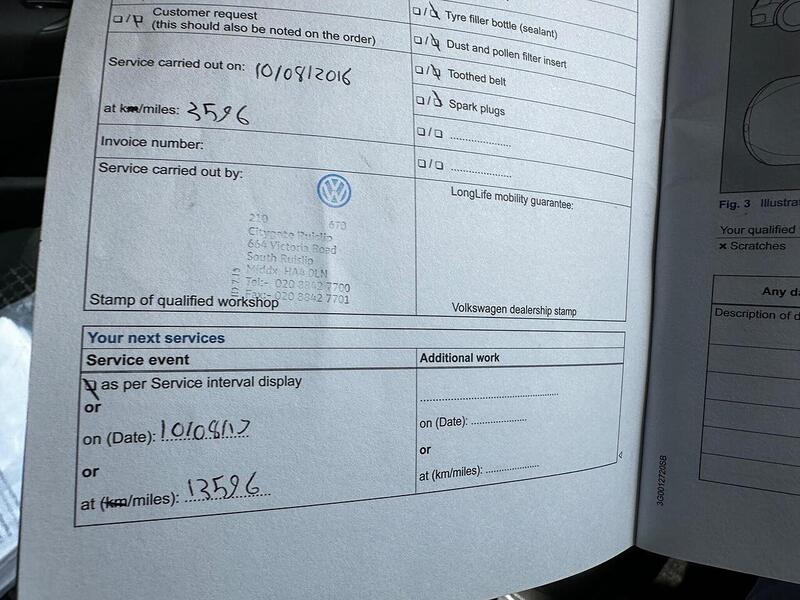 ☐/☐ Customer request
(this should also be noted on the order)
Service carried out on: 10/08/2016
at km/miles: 3596
Invoice number:
Service carried out by:
210 670
Citygate Ruislip
664 Victoria Road
South Ruislip
Middx HA4 0LN
Tel:- 020 8842 7700
Fax:- 020 8842 7701
Stamp of qualified workshop
☐/☐ Tyre filler bottle (sealant)
☐/☐ Dust and pollen filter insert
☐/☐ Toothed belt
☐/☐ Spark plugs
☐/☐ ....................
☐/☐ ....................
LongLife mobility guarantee:
Volkswagen dealership stamp
Your next services
Service event
☐ as per Service interval display
or
on (Date): 10/08/17
or
at (km/miles): 13596
Additional work
on (Date): ....................
or
at (km/miles): ....................
3G0012720SB
Fig. 3 Illustra
Your qualified
× Scratches
Any da
Description of d